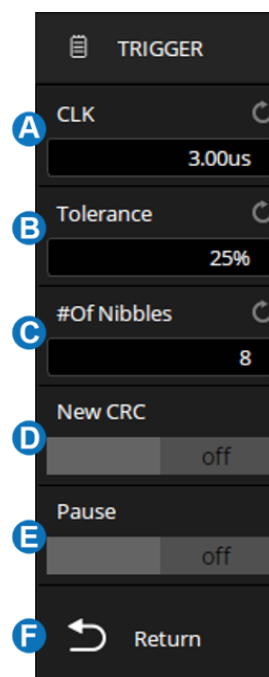 TRIGGER
A
CLK
3.00us
B
Tolerance
25%
C
#Of Nibbles
8
D
New CRC
off
E
Pause
off
F
Return